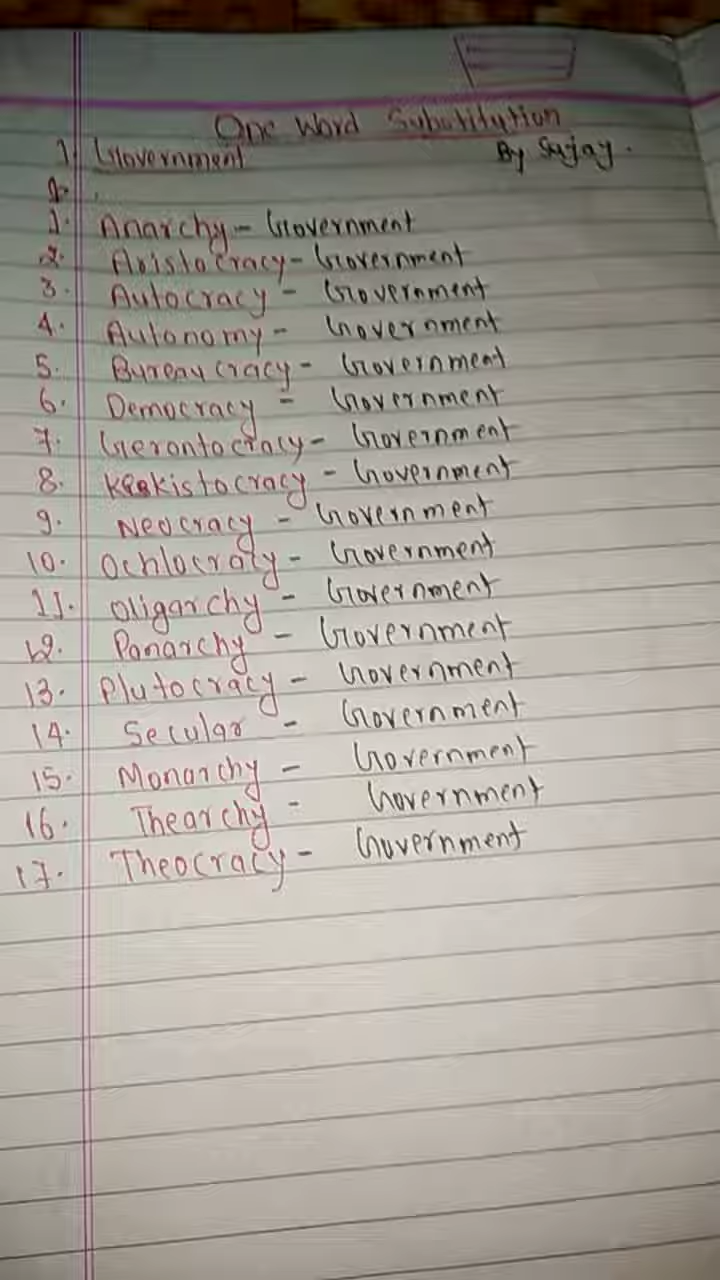 One Word Substitution
1. Government By Sujay.
1. Anarchy - Government
2. Aristocracy - Government
3. Autocracy - Government
4. Autonomy - Government
5. Bureaucracy - Government
6. Democracy - Government
7. Gerontocracy - Government
8. Kakistocracy - Government
9. Neocracy - Government
10. Ochlocraty - Government
11. Oligarchy - Government
12. Panarchy - Government
13. Plutocracy - Government
14. Secular - Government
15. Monarchy - Government
16. Thearchy - Government
17. Theocracy - Government